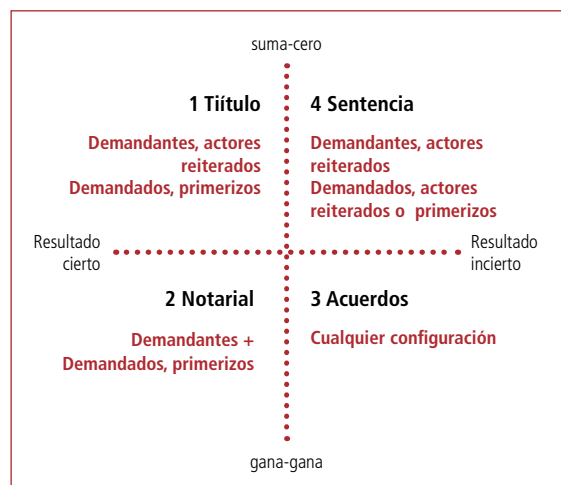 suma-cero
1 Tiítulo
Demandantes, actores
reiterados
Demandados, primerizos
4 Sentencia
Demandantes, actores
reiterados
Demandados, actores
reiterados o primerizos
Resultado
cierto
Resultado
incierto
2 Notarial
Demandantes +
Demandados, primerizos
3 Acuerdos
Cualquier configuración
gana-gana